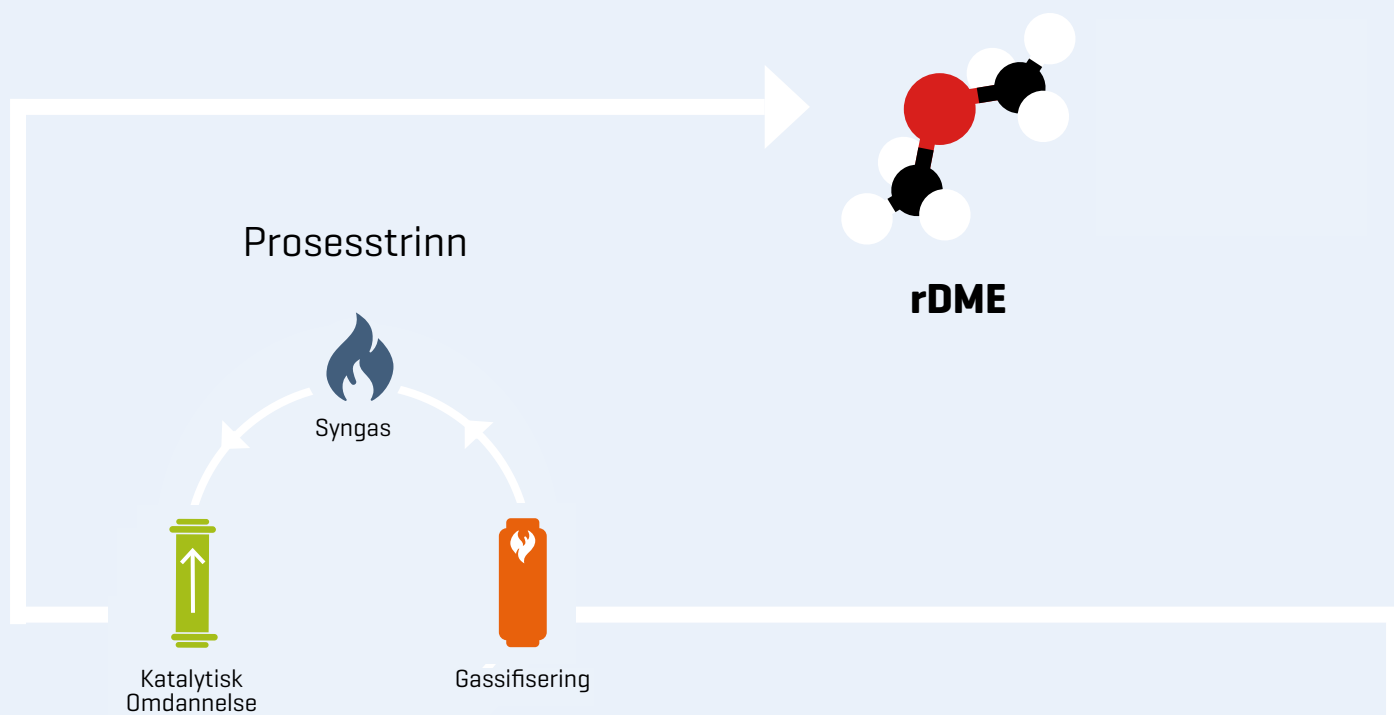 Prosesstrinn
rDME
Syngas
Katalytisk
Omdannelse
Gassifisering